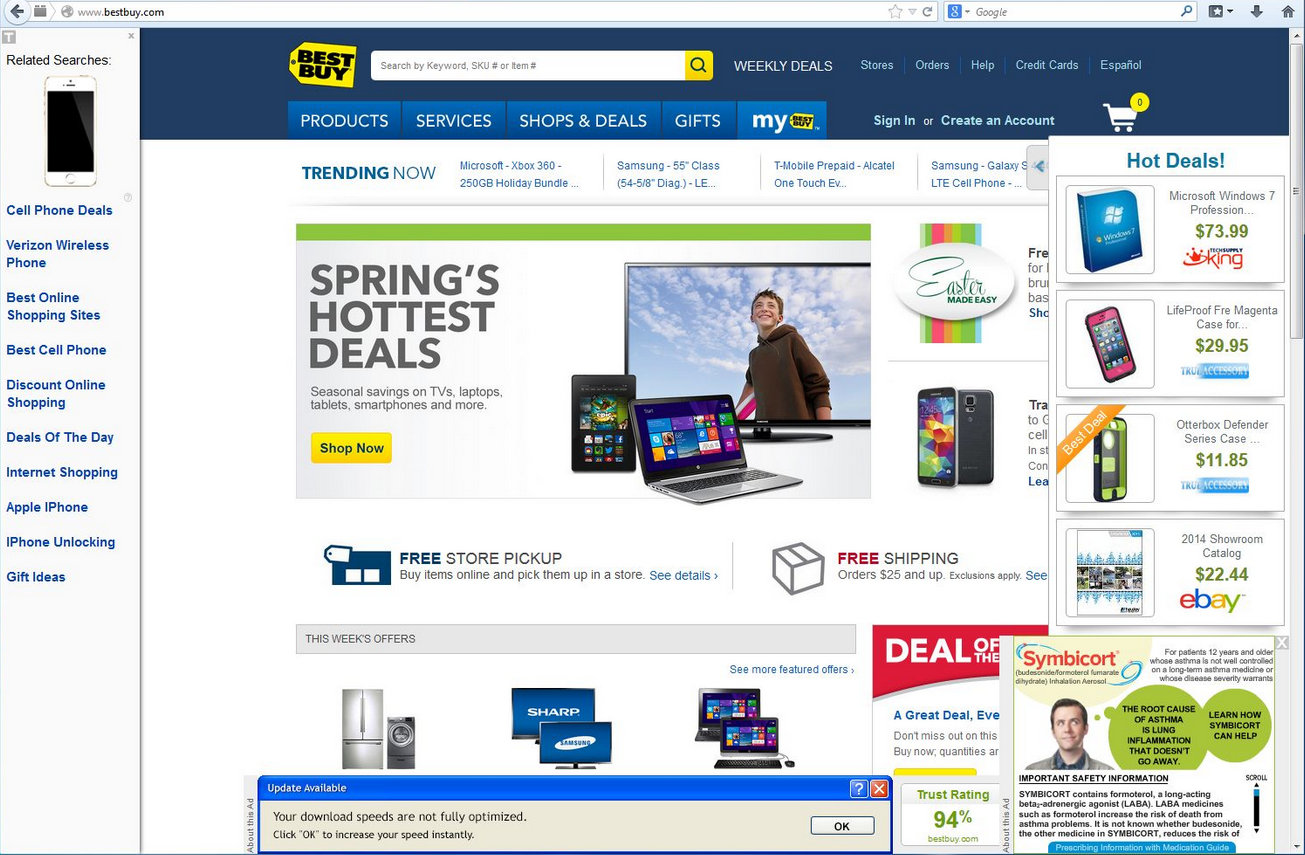 www.bestbuy.com
Google
T
Related Searches:
Cell Phone Deals
Verizon Wireless
Phone
Best Online
Shopping Sites
Best Cell Phone
Discount Online
Shopping
Deals Of The Day
Internet Shopping
Apple IPhone
IPhone Unlocking
Gift Ideas
BEST
BUY
Search by Keyword, SKU # or Item #
WEEKLY DEALS
Stores
Orders
Help
Credit Cards
Español
PRODUCTS
SERVICES
SHOPS & DEALS
GIFTS
my BEST BUY
Sign In or Create an Account
0
TRENDING NOW
Microsoft - Xbox 360 -
250GB Holiday Bundle ...
Samsung - 55" Class
(54-5/8" Diag.) - LE...
T-Mobile Prepaid - Alcatel
One Touch Ev...
Samsung - Galaxy S
LTE Cell Phone - ...
SPRING'S
HOTTEST
DEALS
Seasonal savings on TVs, laptops,
tablets, smartphones and more.
Shop Now
Easter
MADE EASY
Fre
for
bru
bas
Sho
Tra
to G
cell
In st
Con
Lea
FREE STORE PICKUP
Buy items online and pick them up in a store. See details ›
FREE SHIPPING
Orders $25 and up. Exclusions apply. See
THIS WEEK'S OFFERS
See more featured offers ›
SHARP
SAMSUNG
DEAL OF
THE
A Great Deal, Eve
Don't miss out on this
Buy now; quantities ar
Hot Deals!
Windows 7
Microsoft Windows 7
Profession...
$73.99
TECHSUPPLY
King
LifeProof Fre Magenta
Case for...
$29.95
TRUE ACCESSORY
Best Deal
Otterbox Defender
Series Case ...
$11.85
TRUE ACCESSORY
2014 Showroom
Catalog
$22.44
ebay
X
Symbicort®
(budesonide/formoterol fumarate
dihydrate) Inhalation Aerosol
For patients 12 years and older
whose asthma is not well controlled
on a long-term asthma medicine or
whose disease severity warrants
THE ROOT CAUSE
OF ASTHMA
IS LUNG
INFLAMMATION
THAT DOESN'T
GO AWAY.
LEARN HOW
SYMBICORT
CAN HELP
IMPORTANT SAFETY INFORMATION
SCROLL
SYMBICORT contains formoterol, a long-acting
beta₂-adrenergic agonist (LABA). LABA medicines
such as formoterol increase the risk of death from
asthma problems. It is not known whether budesonide,
the other medicine in SYMBICORT, reduces the risk of
Prescribing Information with Medication Guide
About this Ad
Update Available
Your download speeds are not fully optimized.
Click "OK" to increase your speed instantly.
OK
Trust Rating
94%
bestbuy.com
About this Ad